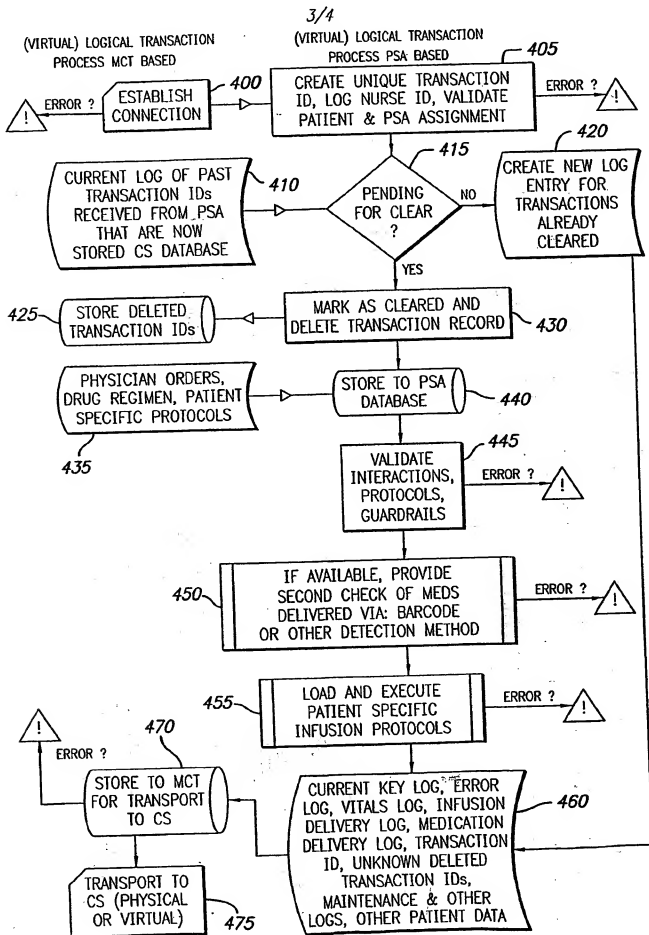 3/4
(VIRTUAL) LOGICAL TRANSACTION
PROCESS MCT BASED
(VIRTUAL) LOGICAL TRANSACTION
PROCESS PSA BASED
405
400
ERROR ?
!
ESTABLISH
CONNECTION
CREATE UNIQUE TRANSACTION
ID, LOG NURSE ID, VALIDATE
PATIENT & PSA ASSIGNMENT
ERROR ?
!
415
420
410
CURRENT LOG OF PAST
TRANSACTION IDs
RECEIVED FROM PSA
THAT ARE NOW
STORED CS DATABASE
PENDING
FOR CLEAR
?
NO
CREATE NEW LOG
ENTRY FOR
TRANSACTIONS
ALREADY
CLEARED
YES
425
STORE DELETED
TRANSACTION IDs
MARK AS CLEARED AND
DELETE TRANSACTION RECORD
430
PHYSICIAN ORDERS,
DRUG REGIMEN, PATIENT
SPECIFIC PROTOCOLS
435
STORE TO PSA
DATABASE
440
445
VALIDATE
INTERACTIONS,
PROTOCOLS,
GUARDRAILS
ERROR ?
!
450
IF AVAILABLE, PROVIDE
SECOND CHECK OF MEDS
DELIVERED VIA: BARCODE
OR OTHER DETECTION METHOD
ERROR ?
!
455
LOAD AND EXECUTE
PATIENT SPECIFIC
INFUSION PROTOCOLS
ERROR ?
!
!
ERROR ?
470
STORE TO MCT
FOR TRANSPORT
TO CS
CURRENT KEY LOG, ERROR
LOG, VITALS LOG, INFUSION
DELIVERY LOG, MEDICATION
DELIVERY LOG, TRANSACTION
ID, UNKNOWN DELETED
TRANSACTION IDs,
MAINTENANCE & OTHER
LOGS, OTHER PATIENT DATA
460
TRANSPORT TO
CS (PHYSICAL
OR VIRTUAL)
475